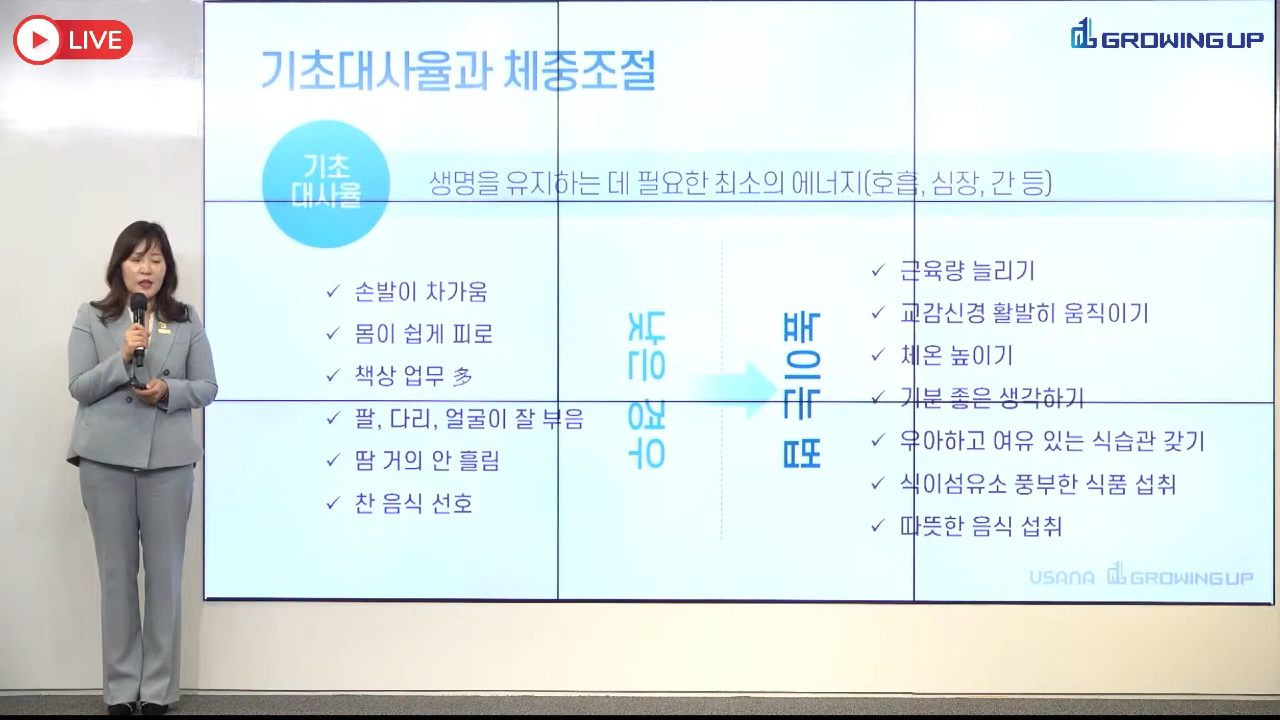 LIVE
GROWING UP
기초대사율과 체중조절
기초
대사율
생명을 유지하는 데 필요한 최소의 에너지(호흡, 심장, 간 등)
손발이 차가움
몸이 쉽게 피로
책상 업무 多
팔, 다리, 얼굴이 잘 부음
땀 거의 안 흘림
찬 음식 선호
낮은 경우
높이는 법
근육량 늘리기
교감신경 활발히 움직이기
체온 높이기
기분 좋은 생각하기
우아하고 여유 있는 식습관 갖기
식이섬유소 풍부한 식품 섭취
따뜻한 음식 섭취
USANA GROWING UP